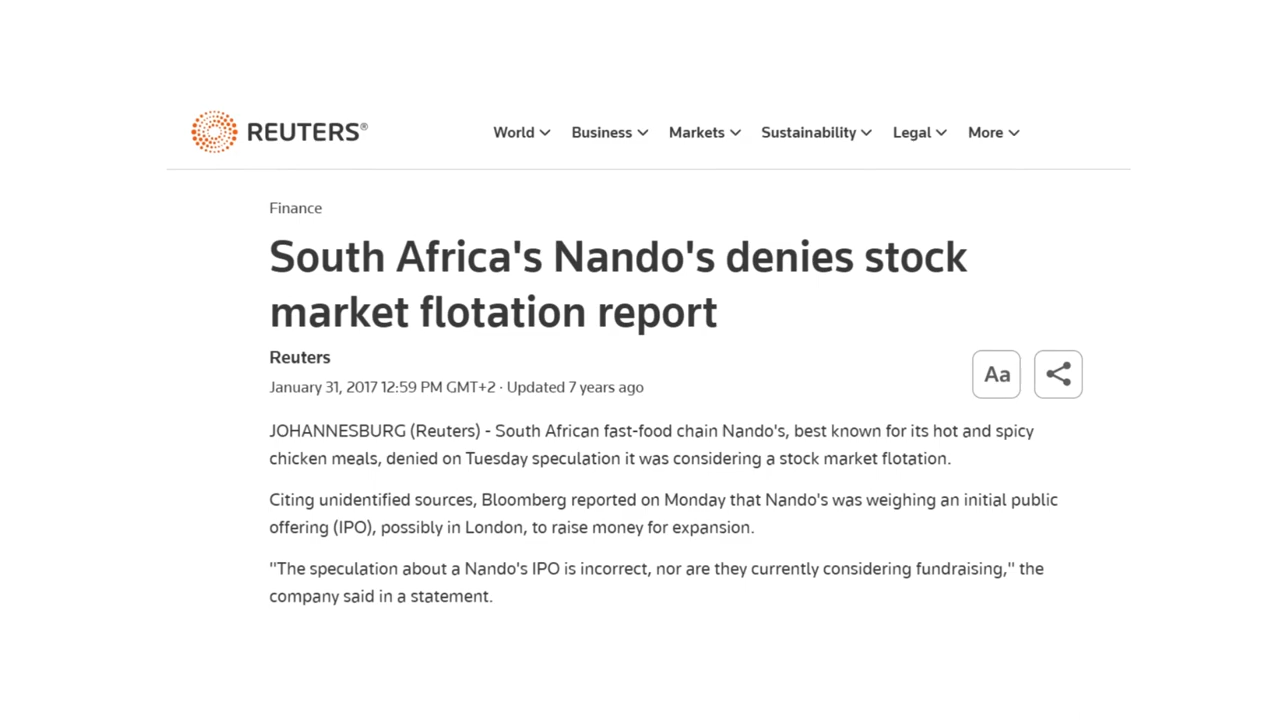 REUTERS®
World Business Markets Sustainability Legal More
Finance
South Africa's Nando's denies stock
market flotation report
Reuters
January 31, 2017 12:59 PM GMT+2 · Updated 7 years ago
Aa
JOHANNESBURG (Reuters) - South African fast-food chain Nando's, best known for its hot and spicy
chicken meals, denied on Tuesday speculation it was considering a stock market flotation.
Citing unidentified sources, Bloomberg reported on Monday that Nando's was weighing an initial public
offering (IPO), possibly in London, to raise money for expansion.
"The speculation about a Nando's IPO is incorrect, nor are they currently considering fundraising," the
company said in a statement.